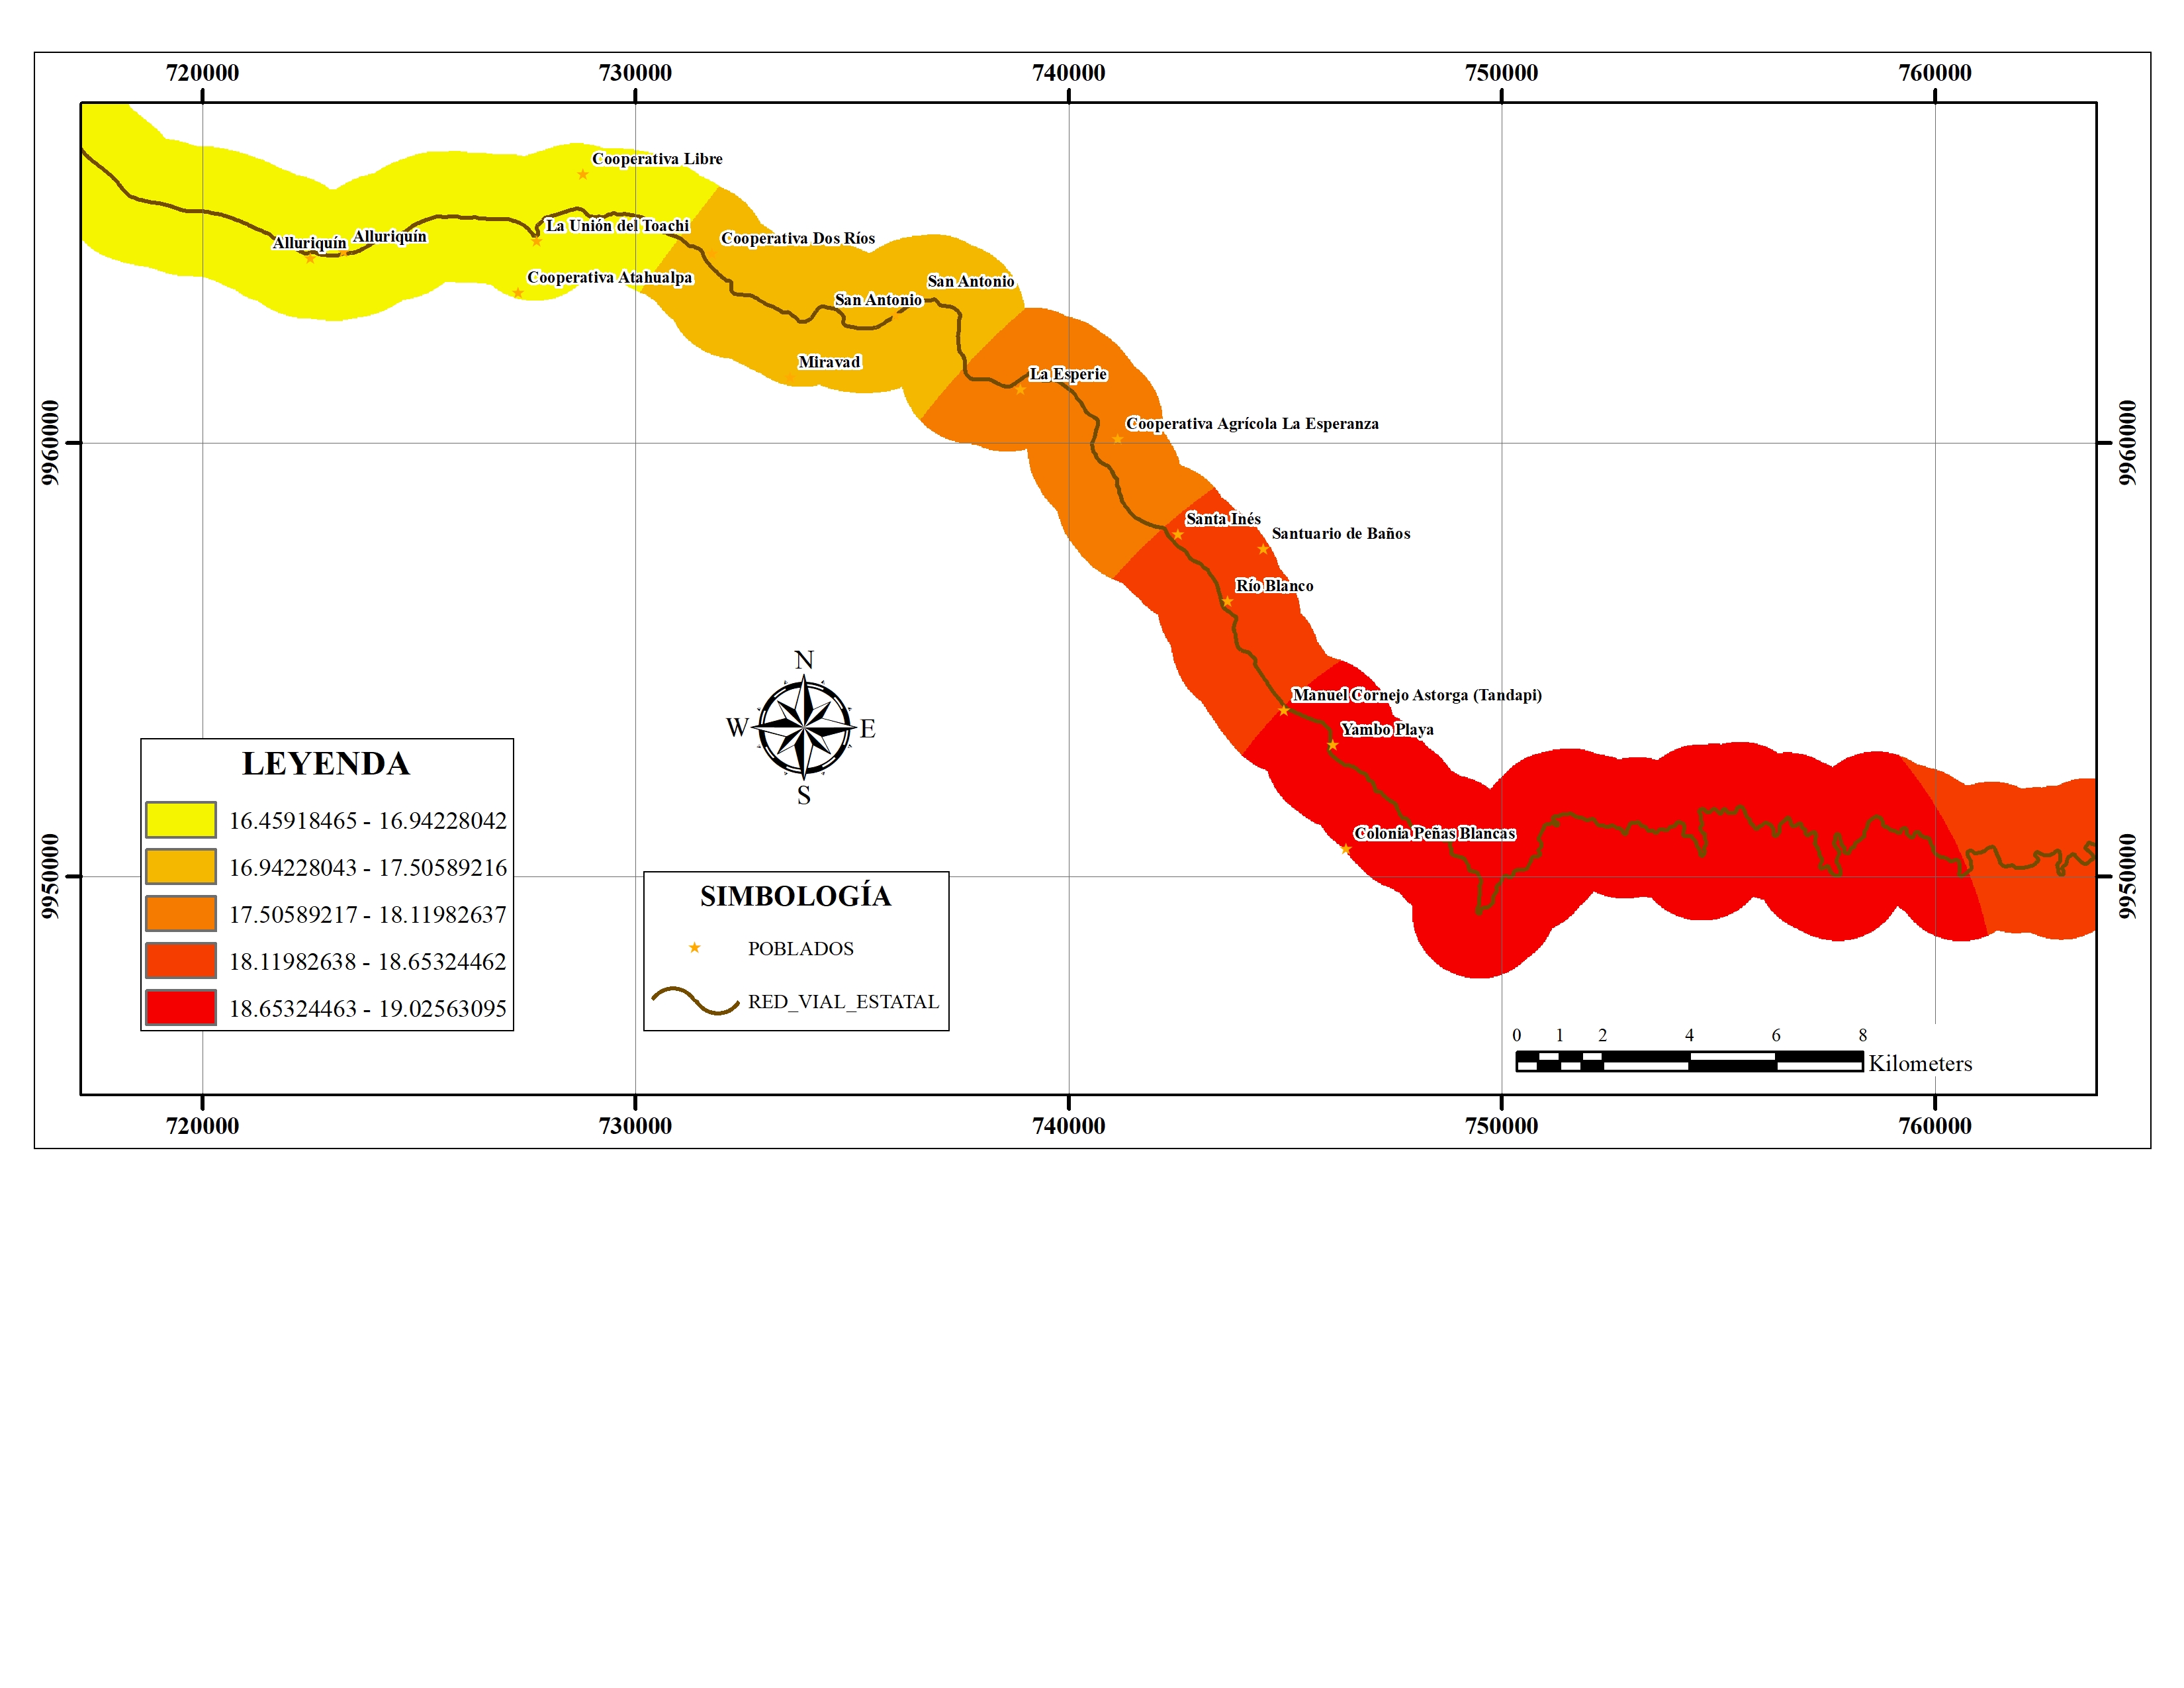 720000
730000
740000
750000
760000
Cooperativa Libre
La Unión del Toachi
Alluriquín
Alluriquín
Cooperativa Dos Ríos
Cooperativa Atahualpa
San Antonio
San Antonio
Miravad
La Esperie
Cooperativa Agrícola La Esperanza
9960000
9960000
Santa Inés
Santuario de Baños
Río Blanco
N
W
E
S
Manuel Cornejo Astorga (Tandapi)
Yambo Playa
Colonia Peñas Blancas
9950000
9950000
LEYENDA
16.45918465 - 16.94228042
16.94228043 - 17.50589216
17.50589217 - 18.11982637
18.11982638 - 18.65324462
18.65324463 - 19.02563095
SIMBOLOGÍA
POBLADOS
RED_VIAL_ESTATAL
0 1 2 4 6 8
Kilometers
720000
730000
740000
750000
760000